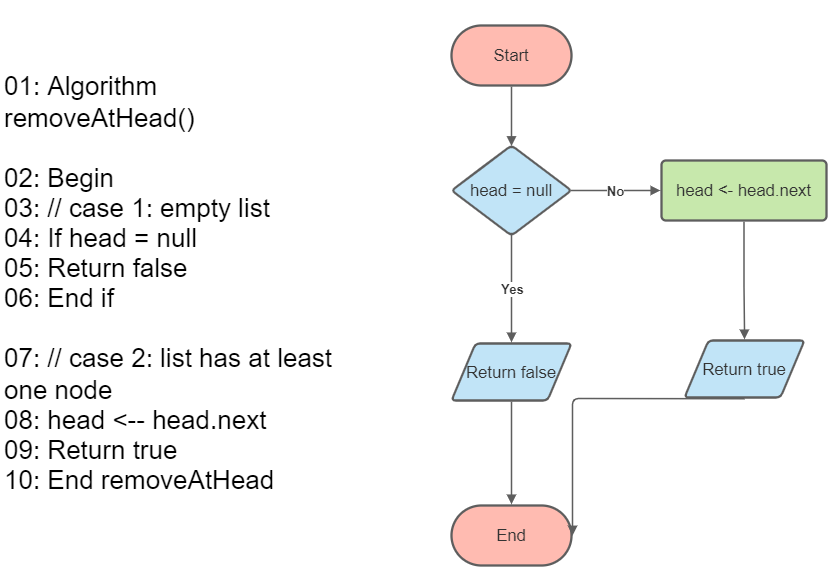 01: Algorithm
removeAtHead()
02: Begin
03: // case 1: empty list
04: If head = null
05: Return false
06: End if
07: // case 2: list has at least
one node
08: head <-- head.next
09: Return true
10: End removeAtHead
Start
head = null
No
head <- head.next
Yes
Return false
Return true
End